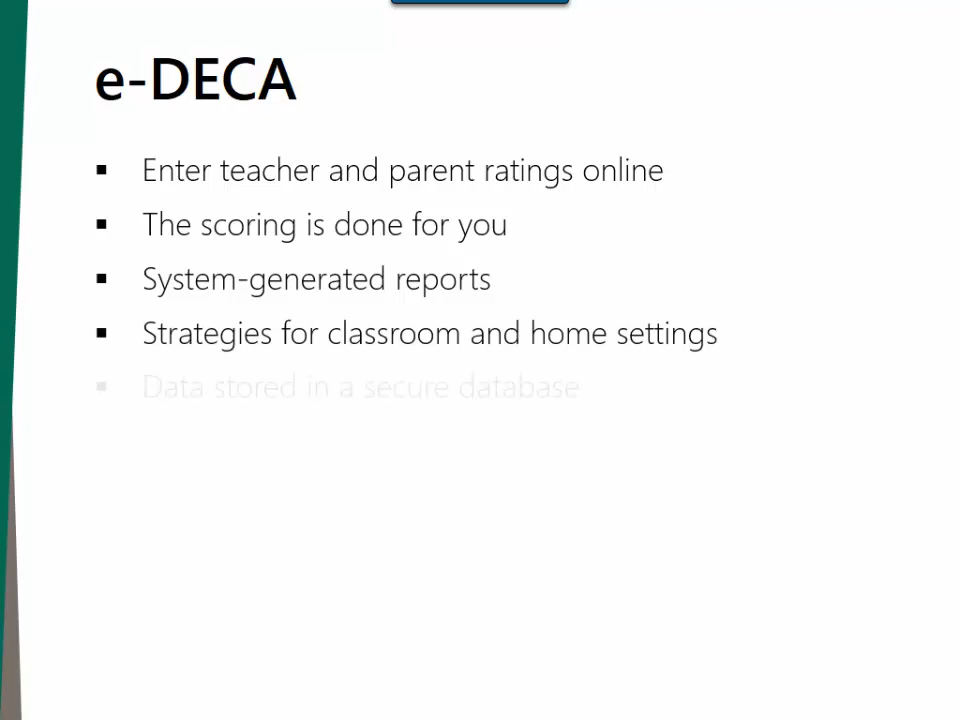 e-DECA
▪ Enter teacher and parent ratings online
▪ The scoring is done for you
▪ System-generated reports
▪ Strategies for classroom and home settings
▪ Data stored in a secure database